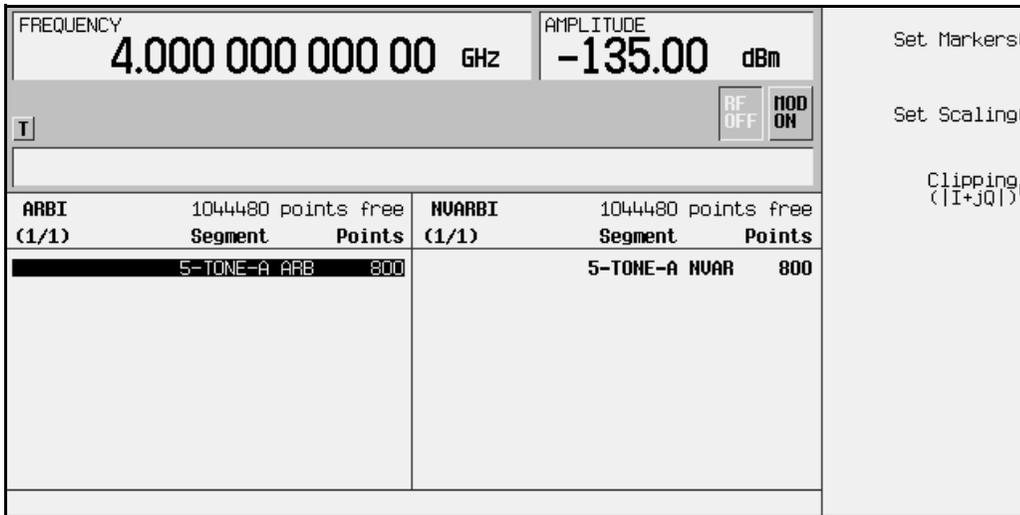 FREQUENCY
4.000 000 000 00 GHz
AMPLITUDE
-135.00 dBm
RF OFF
MOD ON
T
ARBI 1044480 points free
(1/1) Segment Points
5-TONE-A ARB 800
NVARBI 1044480 points free
(1/1) Segment Points
5-TONE-A NVAR 800
Set Markers
Set Scaling
Clipping
(|I+jQ|)